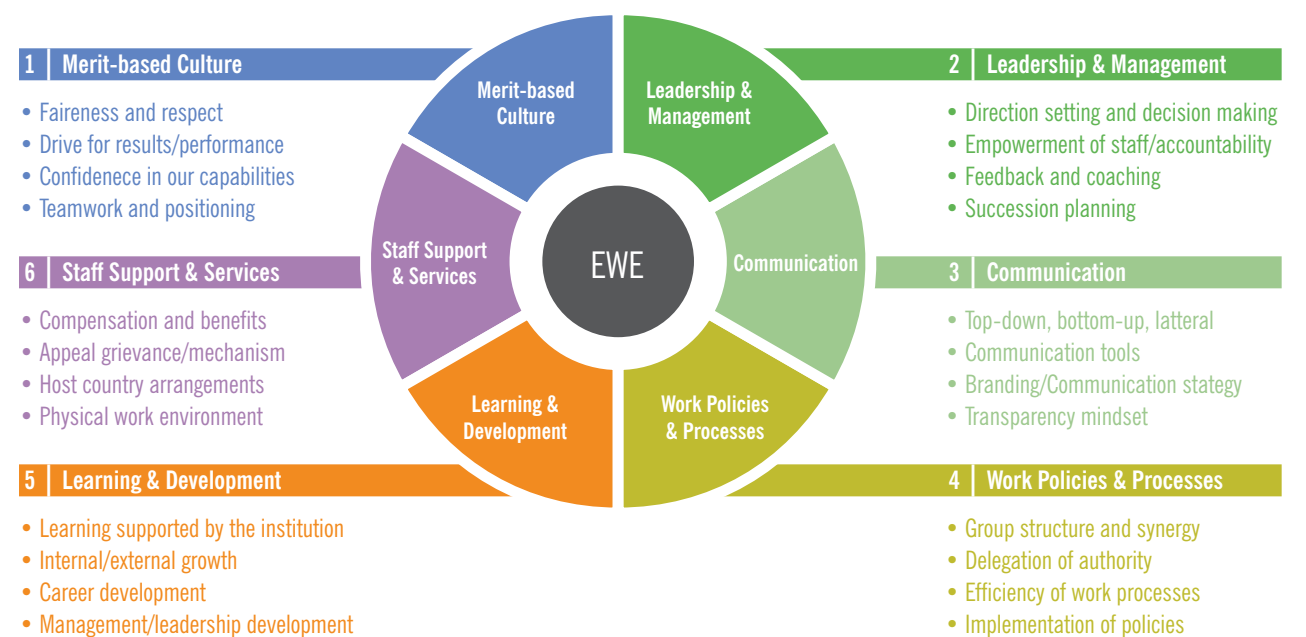 1 Merit-based Culture
• Faireness and respect
• Drive for results/performance
• Confidenece in our capabilities
• Teamwork and positioning
6 Staff Support & Services
• Compensation and benefits
• Appeal grievance/mechanism
• Host country arrangements
• Physical work environment
5 Learning & Development
• Learning supported by the institution
• Internal/external growth
• Career development
• Management/leadership development
Merit-based
Culture
Leadership &
Management
Staff Support
& Services
EWE
Communication
Learning &
Development
Work Policies
& Processes
2 Leadership & Management
• Direction setting and decision making
• Empowerment of staff/accountability
• Feedback and coaching
• Succession planning
3 Communication
• Top-down, bottom-up, latteral
• Communication tools
• Branding/Communication stategy
• Transparency mindset
4 Work Policies & Processes
• Group structure and synergy
• Delegation of authority
• Efficiency of work processes
• Implementation of policies